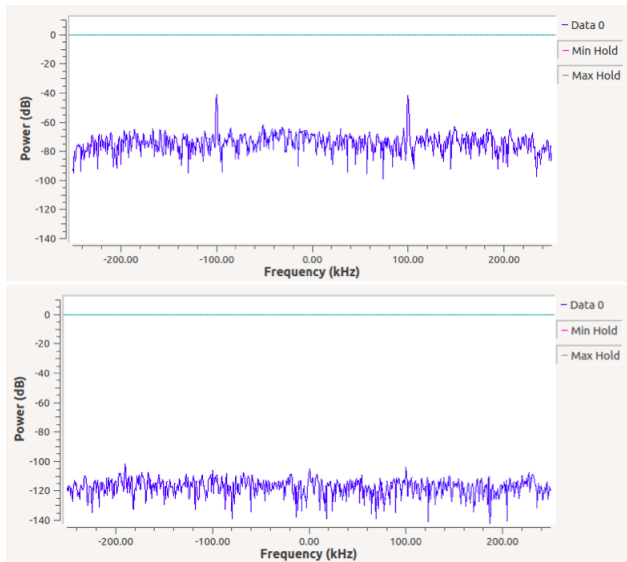 0
-20
-40
-60
-80
-100
-120
-140
Power (dB)
-200.00 -100.00 0.00 100.00 200.00
Frequency (kHz)
Data 0
Min Hold
Max Hold
0
-20
-40
-60
-80
-100
-120
-140
Power (dB)
-200.00 -100.00 0.00 100.00 200.00
Frequency (kHz)
Data 0
Min Hold
Max Hold